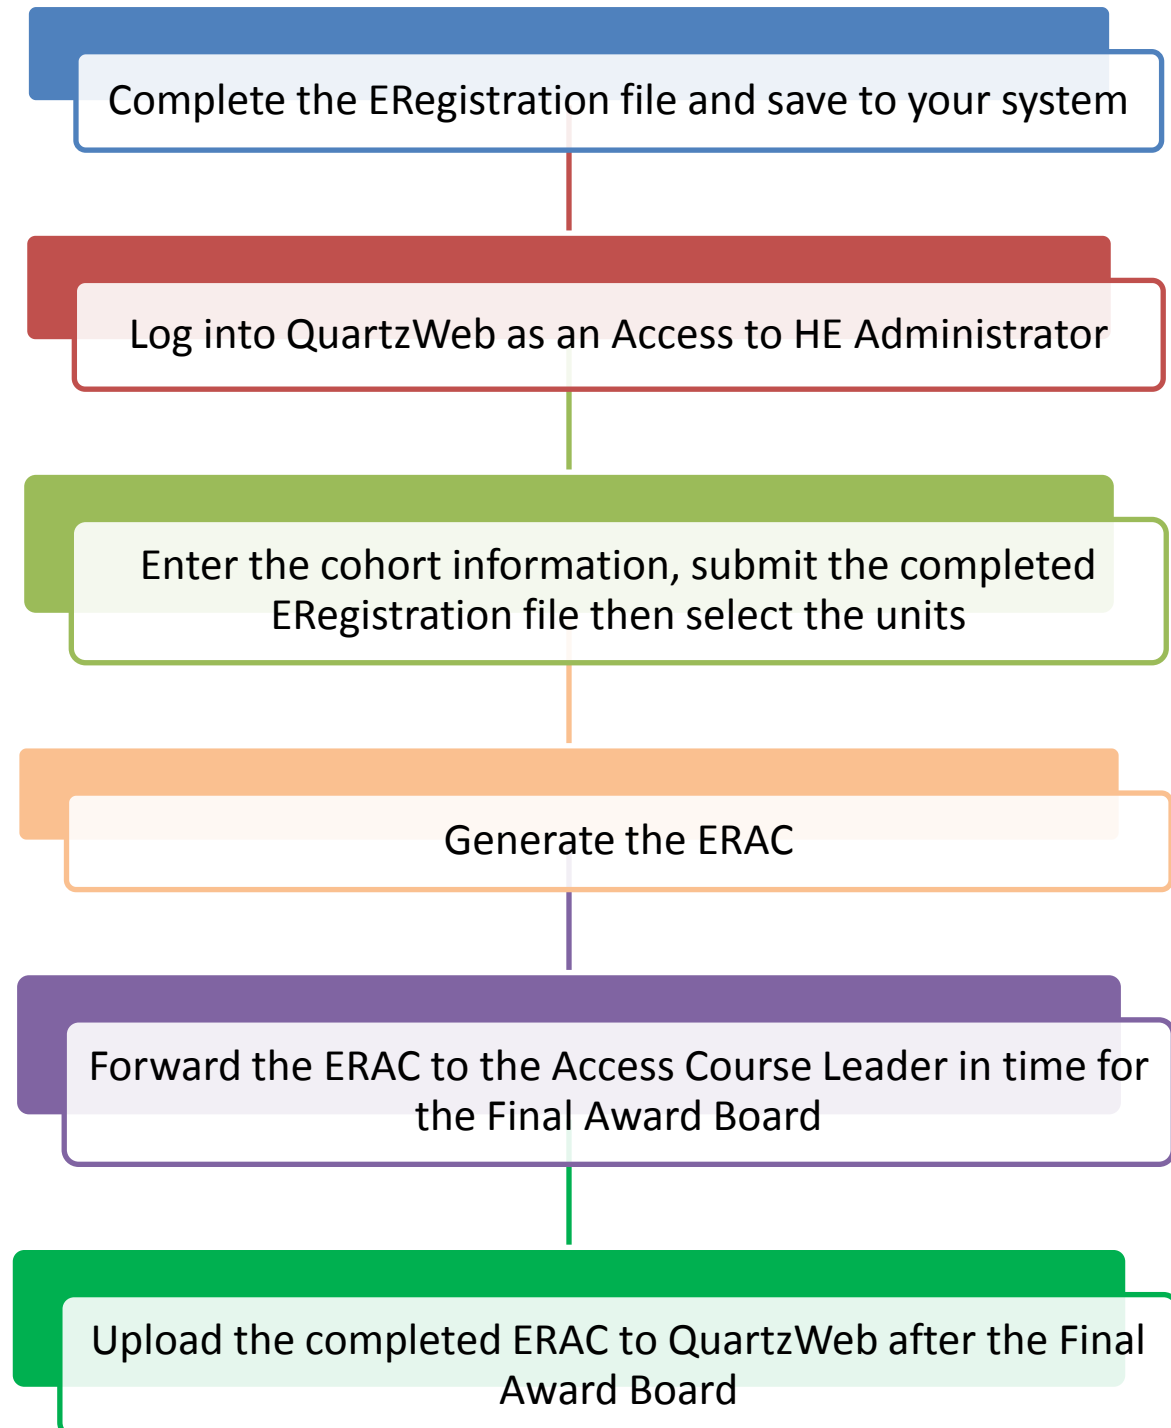 Complete the ERegistration file and save to your system
Log into QuartzWeb as an Access to HE Administrator
Enter the cohort information, submit the completed
ERegistration file then select the units
Generate the ERAC
Forward the ERAC to the Access Course Leader in time for
the Final Award Board
Upload the completed ERAC to QuartzWeb after the Final
Award Board